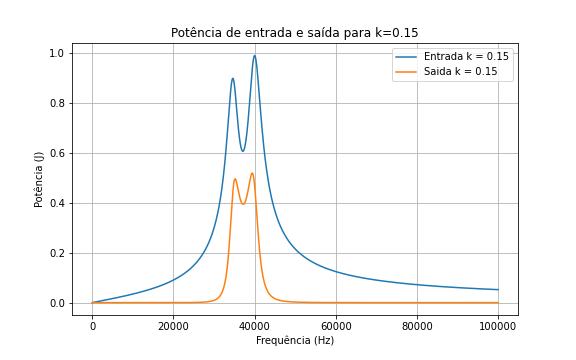 Potência de entrada e saída para k=0.15
Entrada k = 0.15
Saida k = 0.15
Potência (J)
1.0
0.8
0.6
0.4
0.2
0.0
0
20000
40000
60000
80000
100000
Frequência (Hz)